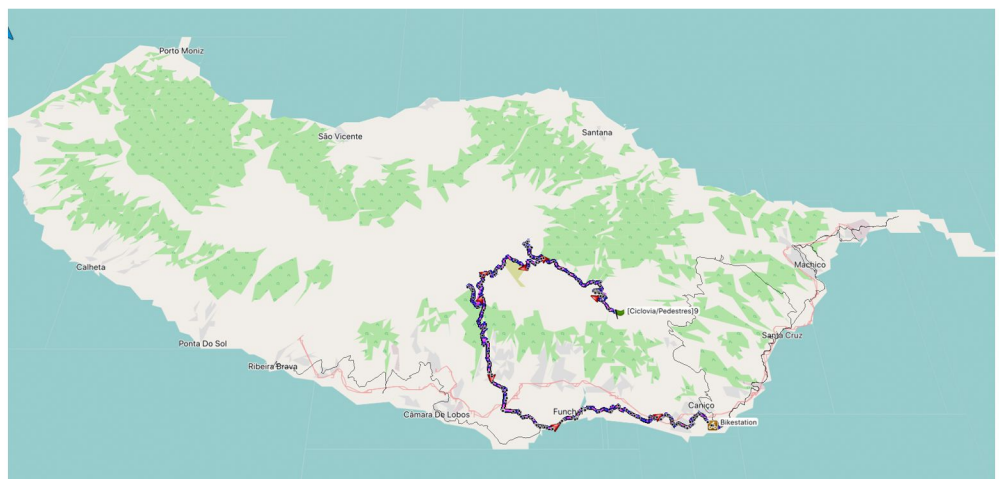 Porto Moniz
São Vicente
Santana
Calheta
Machico
[Ciclovia/Pedestres]9
Santa Cruz
Ponta Do Sol
Ribeira Brava
Caniço
Câmara De Lobos
Funch
Bikestation